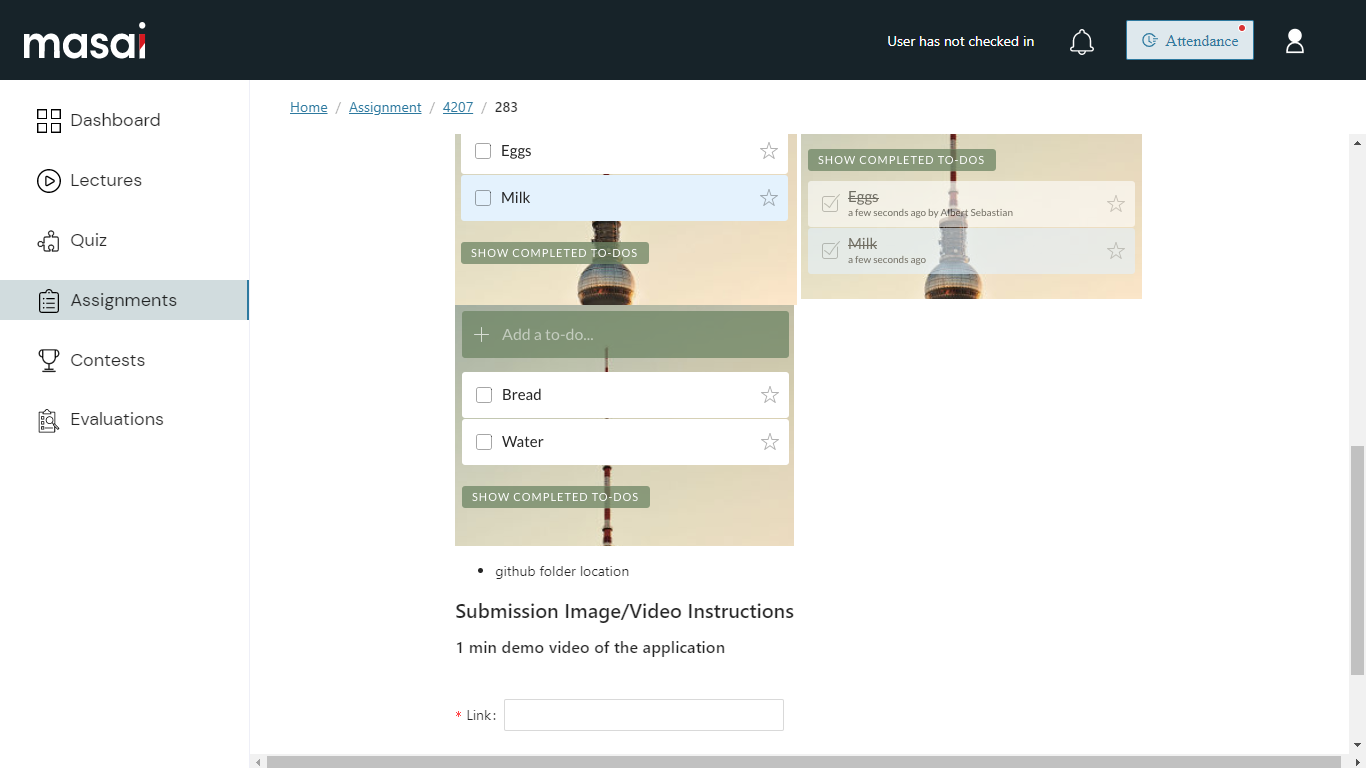 masai
User has not checked in
Attendance
Dashboard
Lectures
Quiz
Assignments
Contests
Evaluations
Home / Assignment / 4207 / 283
Eggs
Milk
SHOW COMPLETED TO-DOS
SHOW COMPLETED TO-DOS
Eggs
a few seconds ago by Albert Sebastian
Milk
a few seconds ago
Add a to-do...
Bread
Water
SHOW COMPLETED TO-DOS
• github folder location
Submission Image/Video Instructions
1 min demo video of the application
* Link: